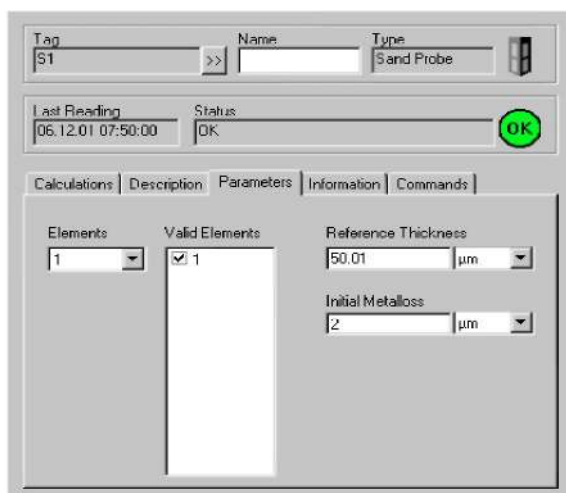 Tag Name Type
S1 >> Sand Probe
Last Reading Status
06.12.01 07:50:00 OK OK
Calculations Description Parameters Information Commands
Elements Valid Elements Reference Thickness
1 1 50.01 µm
Initial Metalloss
2 µm